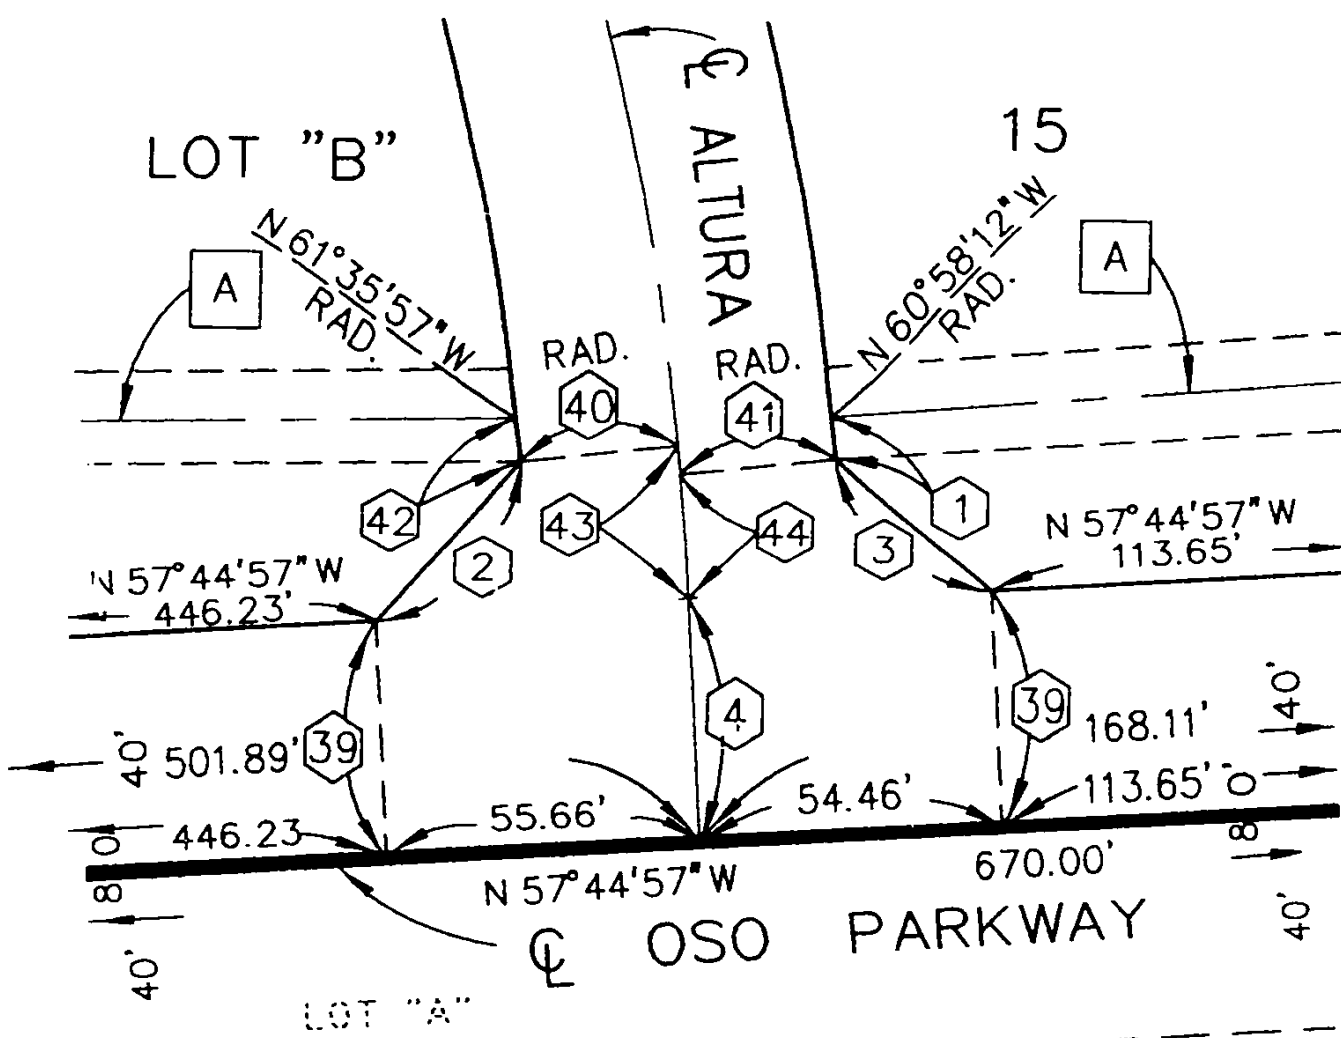 ℄ ALTURA
15
LOT "B"
N 61°35'57"W
RAD.
A
N 60°58'12"W
RAD.
A
RAD.
40
RAD.
41
42
43
44
1
2
3
N 57°44'57"W
446.23'
N 57°44'57"W
113.65'
4
39
39
40'
501.89'
168.11'
40'
113.65'
446.23
55.66'
54.46'
80
80
N 57°44'57"W
670.00'
℄ OSO PARKWAY
40'
40'
LOT "A"